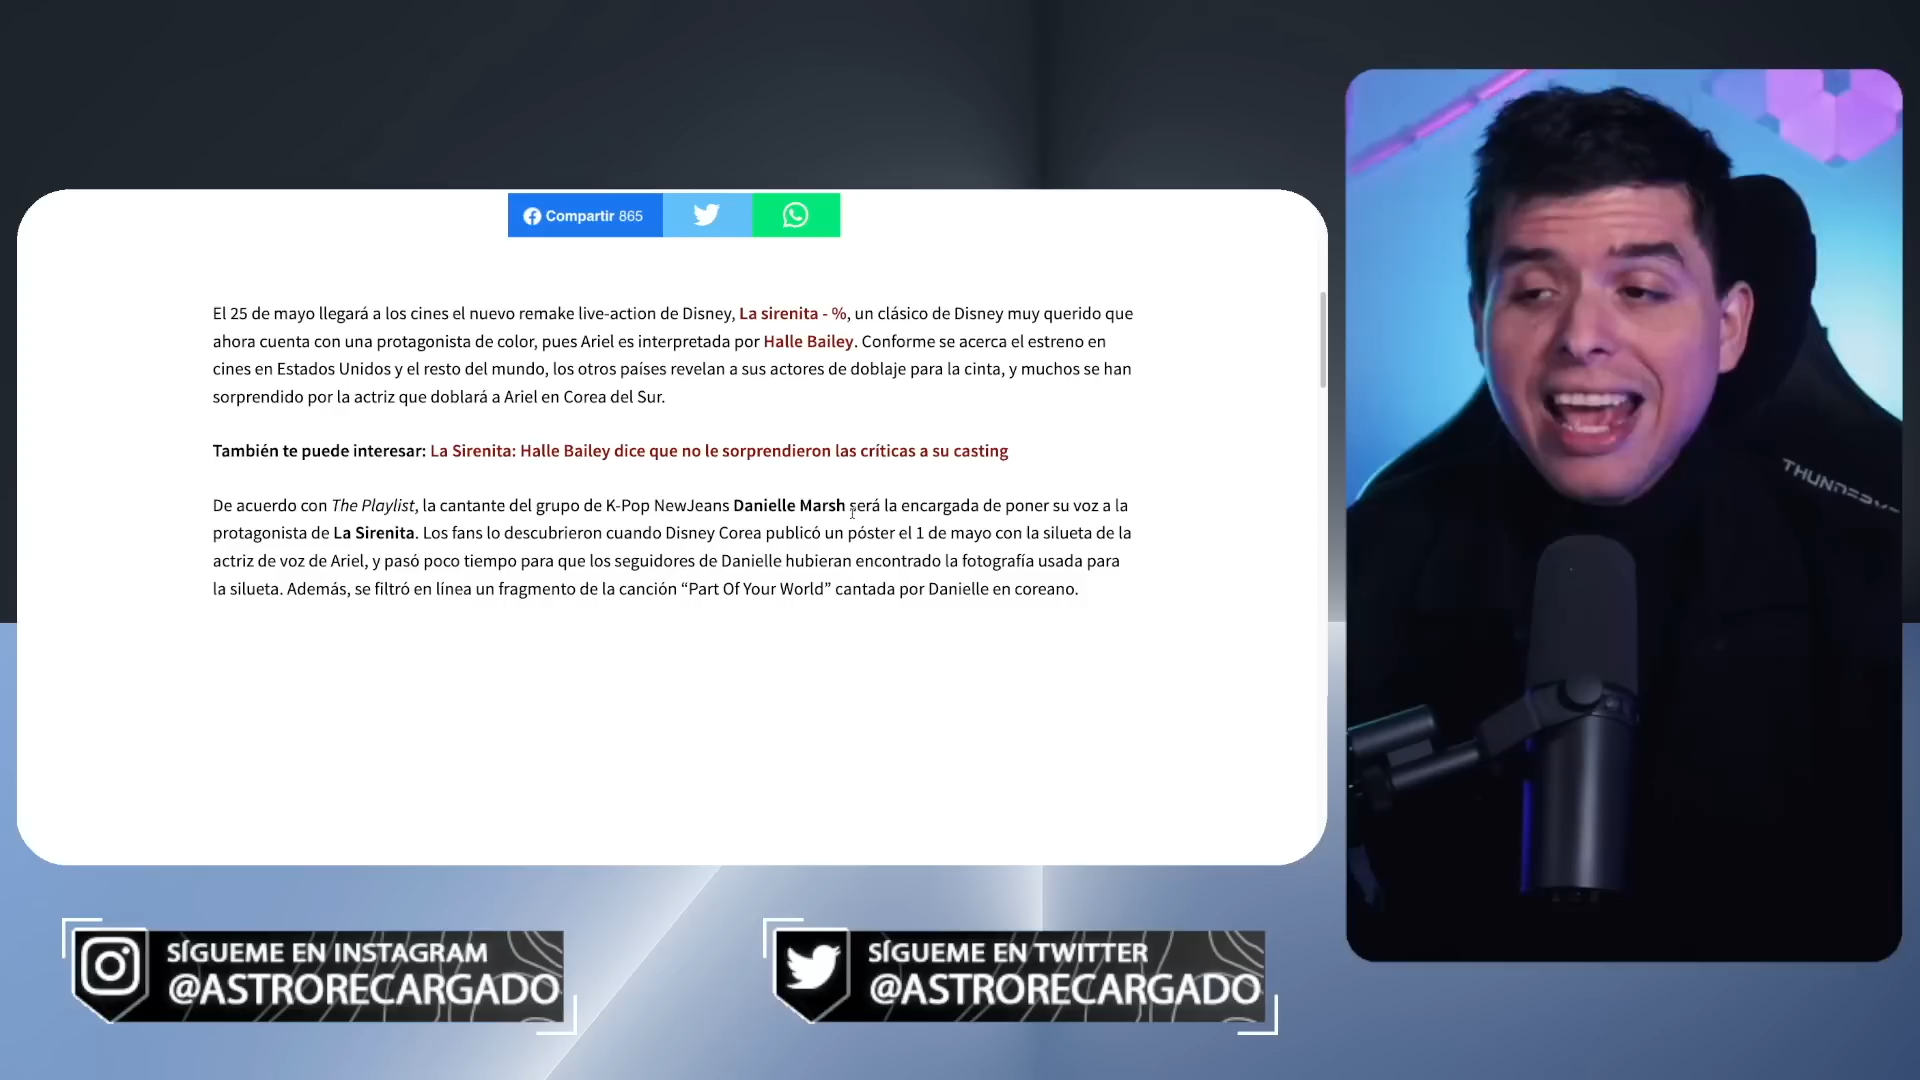 Compartir 865
El 25 de mayo llegará a los cines el nuevo remake live-action de Disney, La sirenita - %, un clásico de Disney muy querido que
ahora cuenta con una protagonista de color, pues Ariel es interpretada por Halle Bailey. Conforme se acerca el estreno en
cines en Estados Unidos y el resto del mundo, los otros países revelan a sus actores de doblaje para la cinta, y muchos se han
sorprendido por la actriz que doblará a Ariel en Corea del Sur.
También te puede interesar: La Sirenita: Halle Bailey dice que no le sorprendieron las críticas a su casting
De acuerdo con The Playlist, la cantante del grupo de K-Pop NewJeans Danielle Marsh será la encargada de poner su voz a la
protagonista de La Sirenita. Los fans lo descubrieron cuando Disney Corea publicó un póster el 1 de mayo con la silueta de la
actriz de voz de Ariel, y pasó poco tiempo para que los seguidores de Danielle hubieran encontrado la fotografía usada para
la silueta. Además, se filtró en línea un fragmento de la canción “Part Of Your World” cantada por Danielle en coreano.
SÍGUEME EN INSTAGRAM
@ASTRORECARGADO
SÍGUEME EN TWITTER
@ASTRORECARGADO